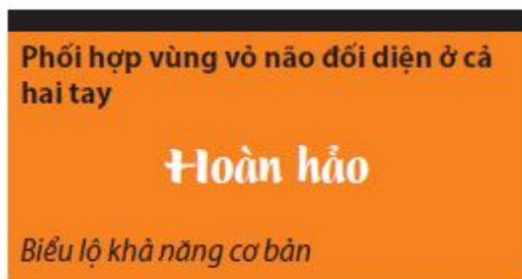 Phối hợp vùng vỏ não đối diện ở cả
hai tay
Hoàn hảo
Biểu lộ khả năng cơ bản